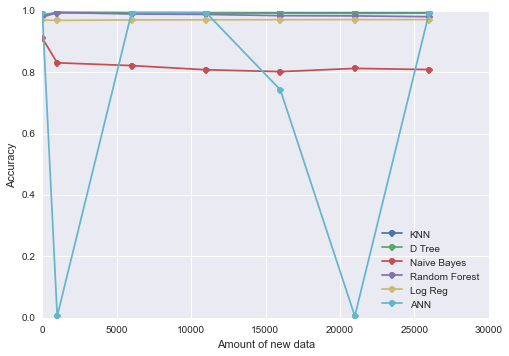 1.0
0.8
0.6
0.4
0.2
0.0
Accuracy
KNN
D Tree
Naive Bayes
Random Forest
Log Reg
ANN
0 5000 10000 15000 20000 25000 30000
Amount of new data